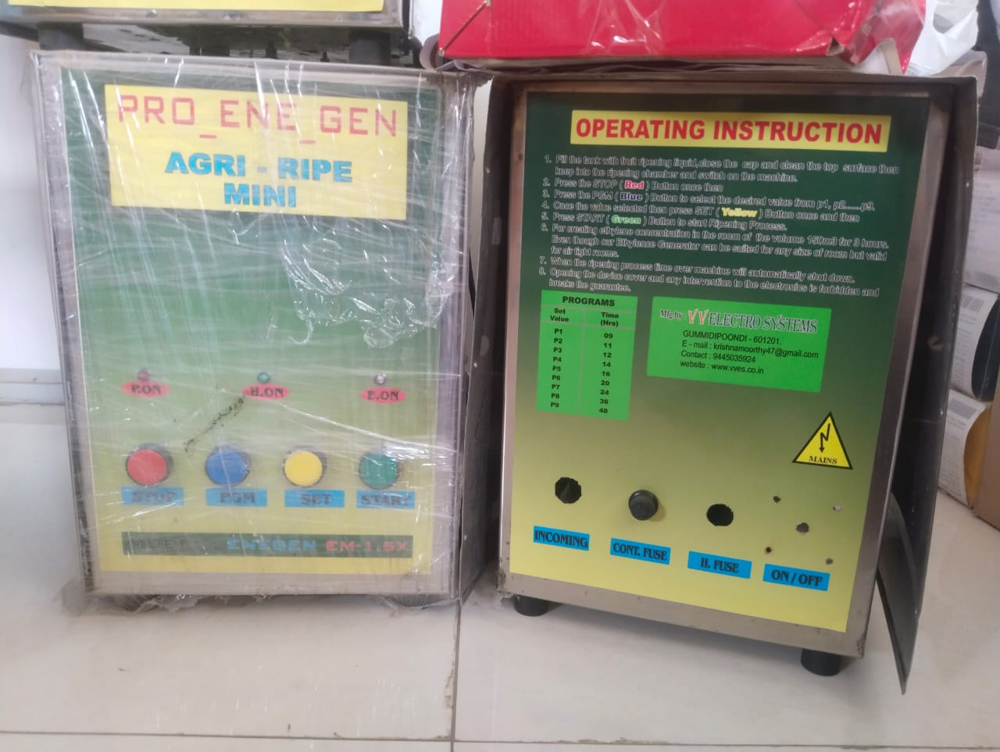 PRO_ENE_GEN
AGRI - RIPE
MINI
P.ON
H.ON
E.ON
STOP
PGM
SET
START
MODEL ENEGEN EM-1.5X
OPERATING INSTRUCTION
1. Fill the tank with fruit ripening liquid,close the cap and clean the top surface then
keep into the ripening chamber and switch on the machine.
2. Press the STOP ( Red ) Button once then
3. Press the PGM ( Blue ) Button to select the desired value from p1, p2......p9.
4. Once the value selected then press SET ( Yellow ) Button once and then
5. Press START ( Green ) Button to start Ripening Process.
6. For creating ethylene concentration in the room of the volume 150m3 for 3 hours.
Even though our Ethylence Generator can be suited for any size of room but valid
for air tight rooms.
7. When the ripening process time over machine will automatically shut down.
8. Opening the device cover and any intervention to the electronics is forbidden and
breaks the guarantee.
PROGRAMS
Set Time
Value (Hrs)
P1 09
P2 11
P3 12
P4 14
P5 16
P6 20
P7 24
P8 36
P9 48
Mfg.by : VV ELECTRO SYSTEMS
GUMMIDIPOONDI - 601201.
E - mail : krishnamoorthy47@gmail.com
Contact : 9445035924
website : www.vves.co.in
MAINS
INCOMING
CONT. FUSE
H. FUSE
ON / OFF